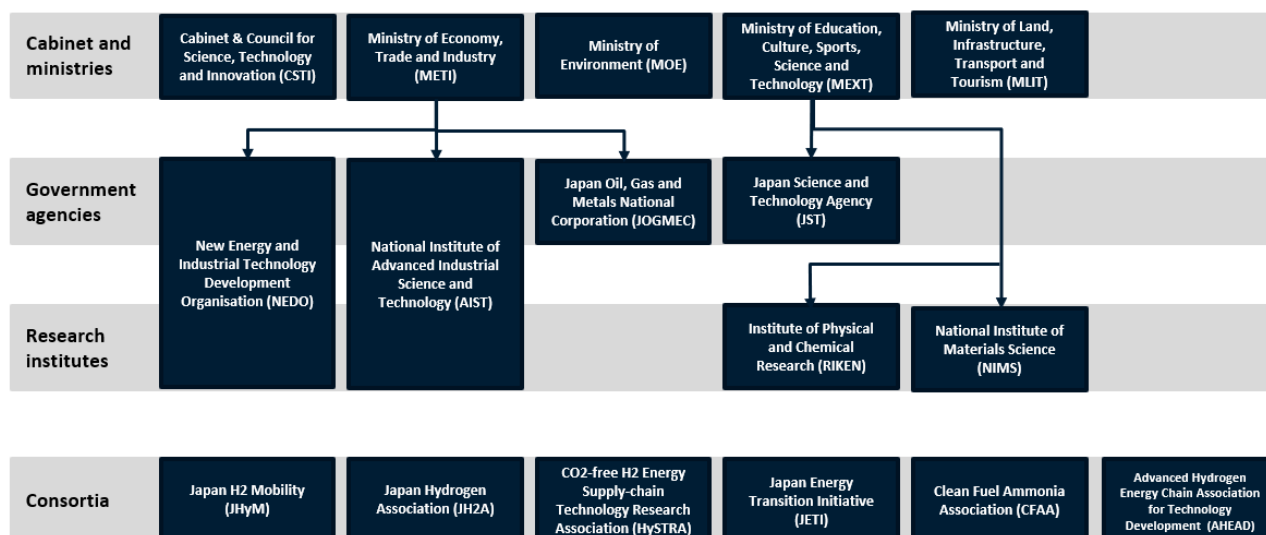 Cabinet and
ministries
Cabinet & Council for
Science, Technology
and Innovation (CSTI)
Ministry of Economy,
Trade and Industry
(METI)
Ministry of
Environment (MOE)
Ministry of Education,
Culture, Sports,
Science and
Technology (MEXT)
Ministry of Land,
Infrastructure,
Transport and
Tourism (MLIT)
Government
agencies
New Energy and
Industrial Technology
Development
Organisation (NEDO)
National Institute of
Advanced Industrial
Science and
Technology (AIST)
Japan Oil, Gas and
Metals National
Corporation (JOGMEC)
Japan Science and
Technology Agency
(JST)
Research
institutes
Institute of Physical
and Chemical
Research (RIKEN)
National Institute of
Materials Science
(NIMS)
Consortia
Japan H2 Mobility
(JHyM)
Japan Hydrogen
Association (JH2A)
CO2-free H2 Energy
Supply-chain
Technology Research
Association (HySTRA)
Japan Energy
Transition Initiative
(JETI)
Clean Fuel Ammonia
Association (CFAA)
Advanced Hydrogen
Energy Chain Association
for Technology
Development (AHEAD)